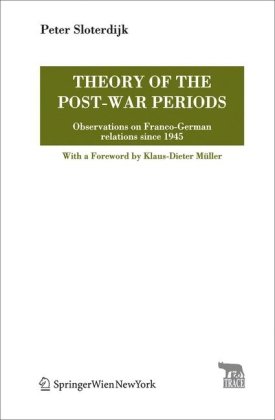 Peter Sloterdijk
THEORY OF THE
POST-WAR PERIODS
Observations on Franco-German
relations since 1945
With a Foreword by Klaus-Dieter Müller
TRACE
SpringerWienNewYork